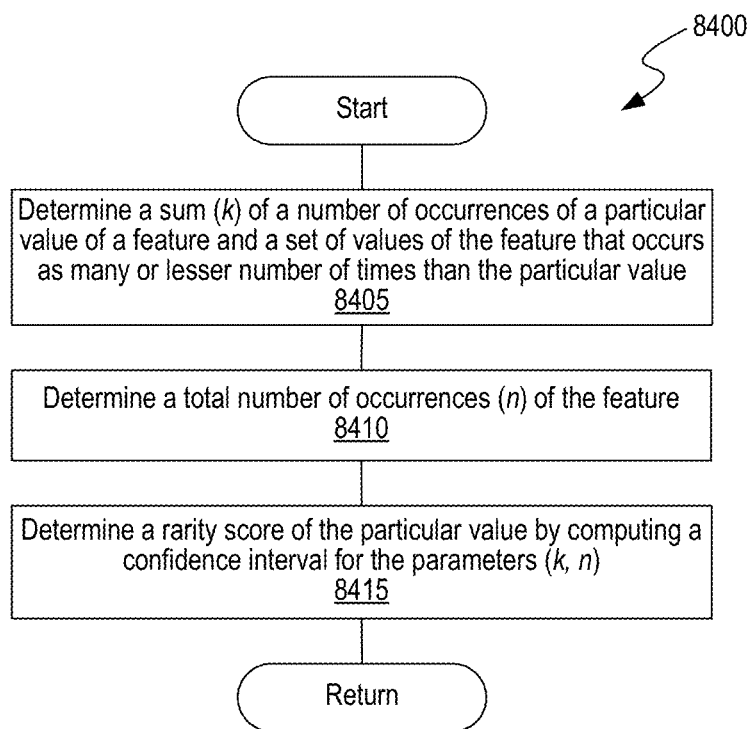 8400
Start
Determine a sum (k) of a number of occurrences of a particular
value of a feature and a set of values of the feature that occurs
as many or lesser number of times than the particular value
8405
Determine a total number of occurrences (n) of the feature
8410
Determine a rarity score of the particular value by computing a
confidence interval for the parameters (k, n)
8415
Return